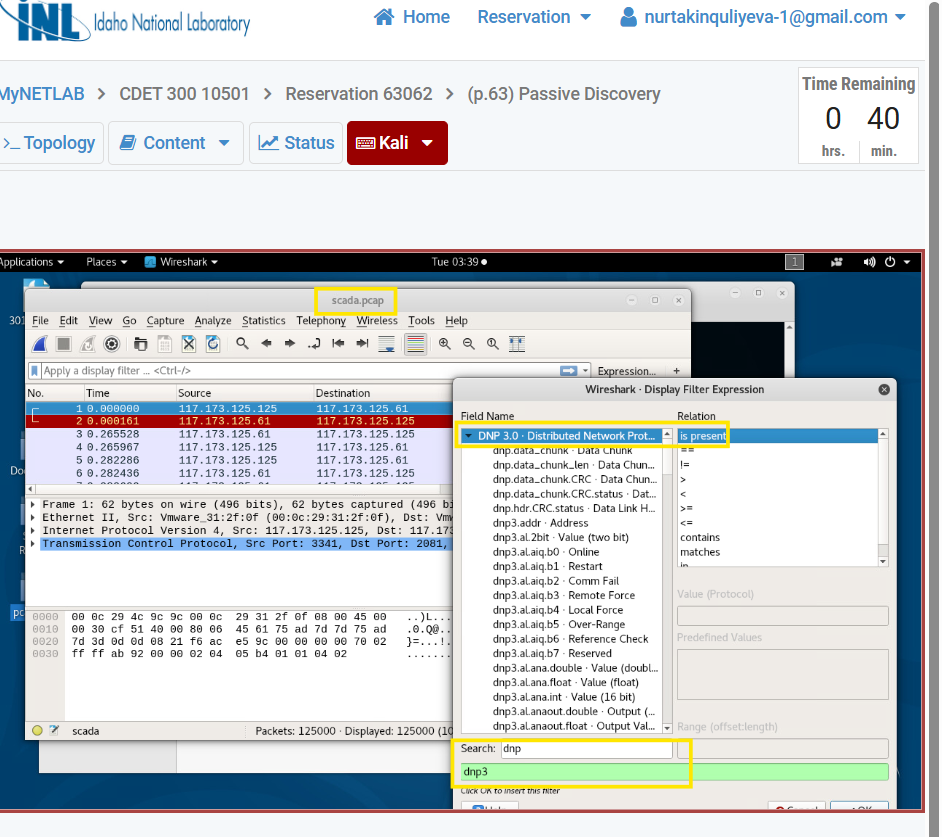 INL Idaho National Laboratory
Home Reservation nurtakinquliyeva-1@gmail.com
MyNETLAB > CDET 300 10501 > Reservation 63062 > (p.63) Passive Discovery
Time Remaining
0 40
hrs. min.
>_ Topology Content Status Kali
Applications Places Wireshark Tue 03:39 1
scada.pcap
301
File Edit View Go Capture Analyze Statistics Telephony Wireless Tools Help
Apply a display filter ... <Ctrl-/> Expression... +
No. Time Source Destination
1 0.000000 117.173.125.125 117.173.125.61
2 0.000161 117.173.125.61 117.173.125.125
3 0.265528 117.173.125.61 117.173.125.125
4 0.265967 117.173.125.125 117.173.125.61
5 0.282286 117.173.125.125 117.173.125.61
6 0.282436 117.173.125.61 117.173.125.125
Frame 1: 62 bytes on wire (496 bits), 62 bytes captured (496 bi
Ethernet II, Src: Vmware_31:2f:0f (00:0c:29:31:2f:0f), Dst: Vmw
Internet Protocol Version 4, Src: 117.173.125.125, Dst: 117.173
Transmission Control Protocol, Src Port: 3341, Dst Port: 2081,
0000 00 0c 29 4c 9c 9c 00 0c 29 31 2f 0f 08 00 45 00 ..)L...
0010 00 30 cf 51 40 00 80 06 45 61 75 ad 7d 7d 75 ad .0.Q@..
0020 7d 3d 0d 0d 08 21 f6 ac e5 9c 00 00 00 00 70 02 }=...!.
0030 ff ff ab 92 00 00 02 04 05 b4 01 01 04 02 .......
scada Packets: 125000 · Displayed: 125000 (10
Wireshark · Display Filter Expression
Field Name Relation
DNP 3.0 · Distributed Network Prot... is present
dnp.data_chunk · Data Chunk ==
dnp.data_chunk_len · Data Chun... !=
dnp.data_chunk.CRC · Data Chun... >
dnp.data_chunk.CRC.status · Dat... <
dnp.hdr.CRC.status · Data Link H... >=
dnp3.addr · Address <=
dnp3.al.2bit · Value (two bit) contains
dnp3.al.aiq.b0 · Online matches
dnp3.al.aiq.b1 · Restart in
dnp3.al.aiq.b2 · Comm Fail
dnp3.al.aiq.b3 · Remote Force
dnp3.al.aiq.b4 · Local Force
dnp3.al.aiq.b5 · Over-Range
dnp3.al.aiq.b6 · Reference Check
dnp3.al.aiq.b7 · Reserved
dnp3.al.ana.double · Value (doubl...
dnp3.al.ana.float · Value (float)
dnp3.al.ana.int · Value (16 bit)
dnp3.al.anaout.double · Output (...
dnp3.al.anaout.float · Output Val...
Value (Protocol)
Predefined Values
Range (offset:length)
Search: dnp
dnp3
Click OK to insert this filter